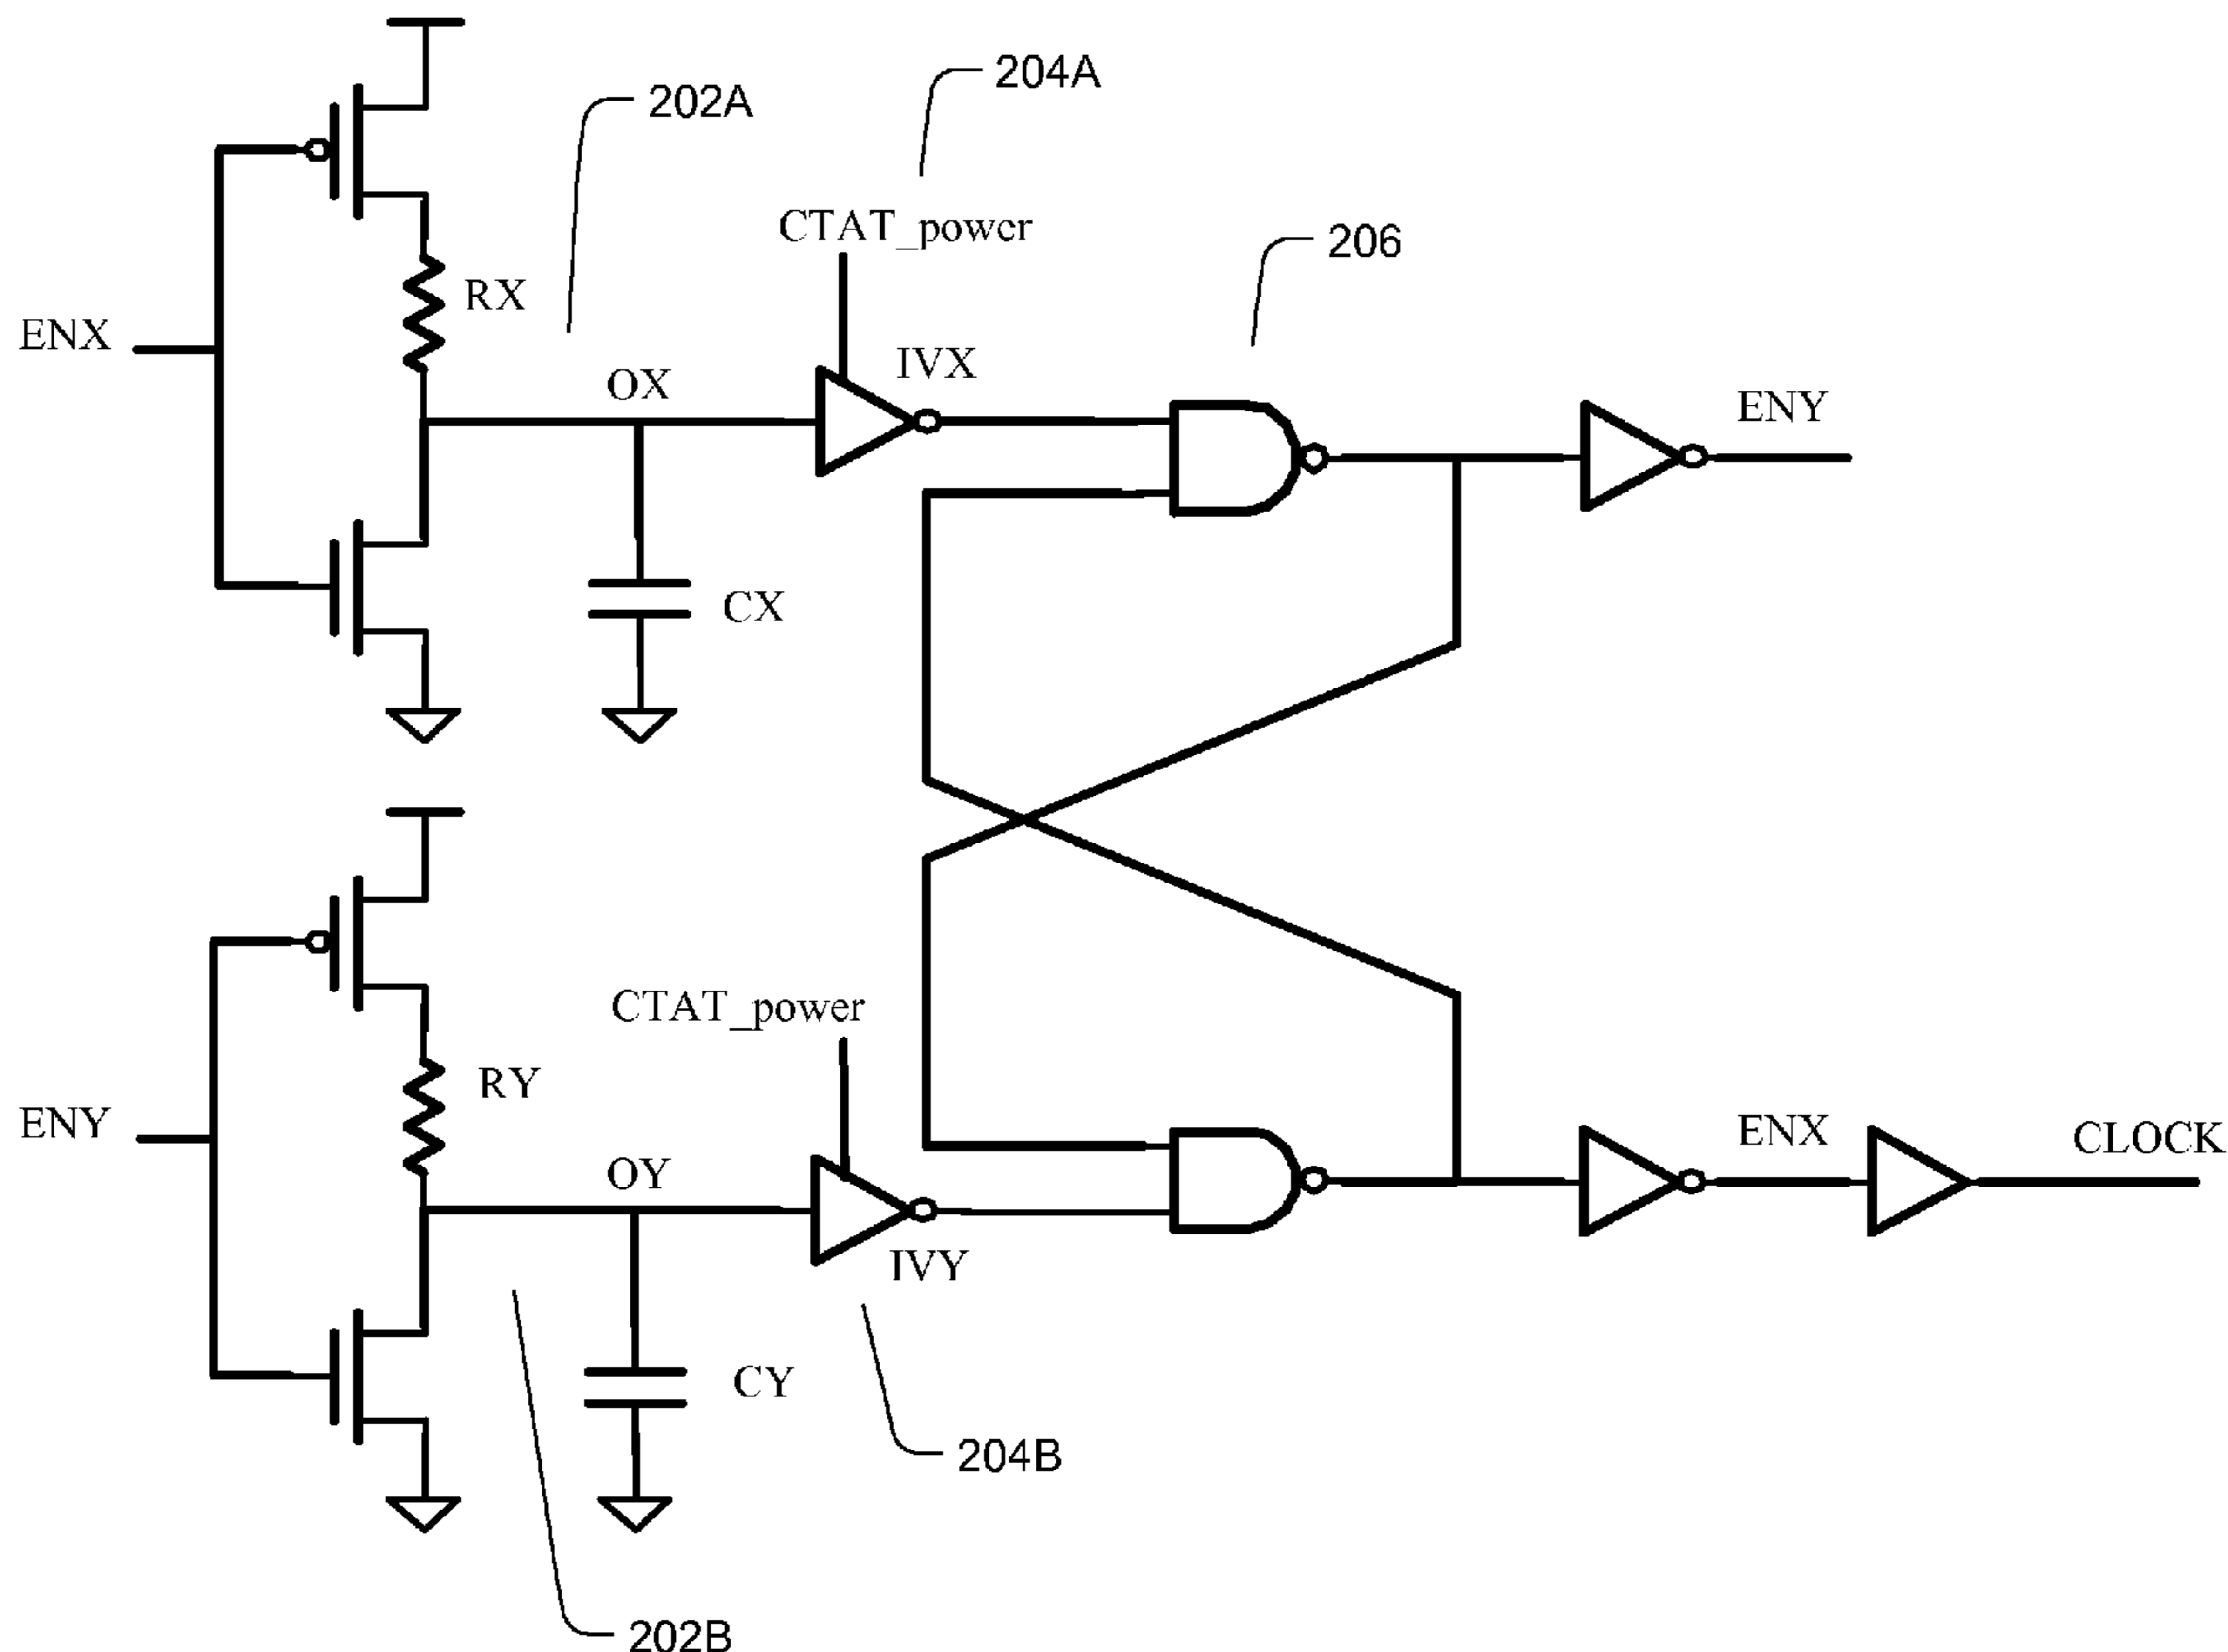 204A
202A
CTAT_power
206
RX
ENX
IVX
OX
ENY
CX
CTAT_power
RY
ENY
ENX
CLOCK
OY
IVY
CY
204B
202B